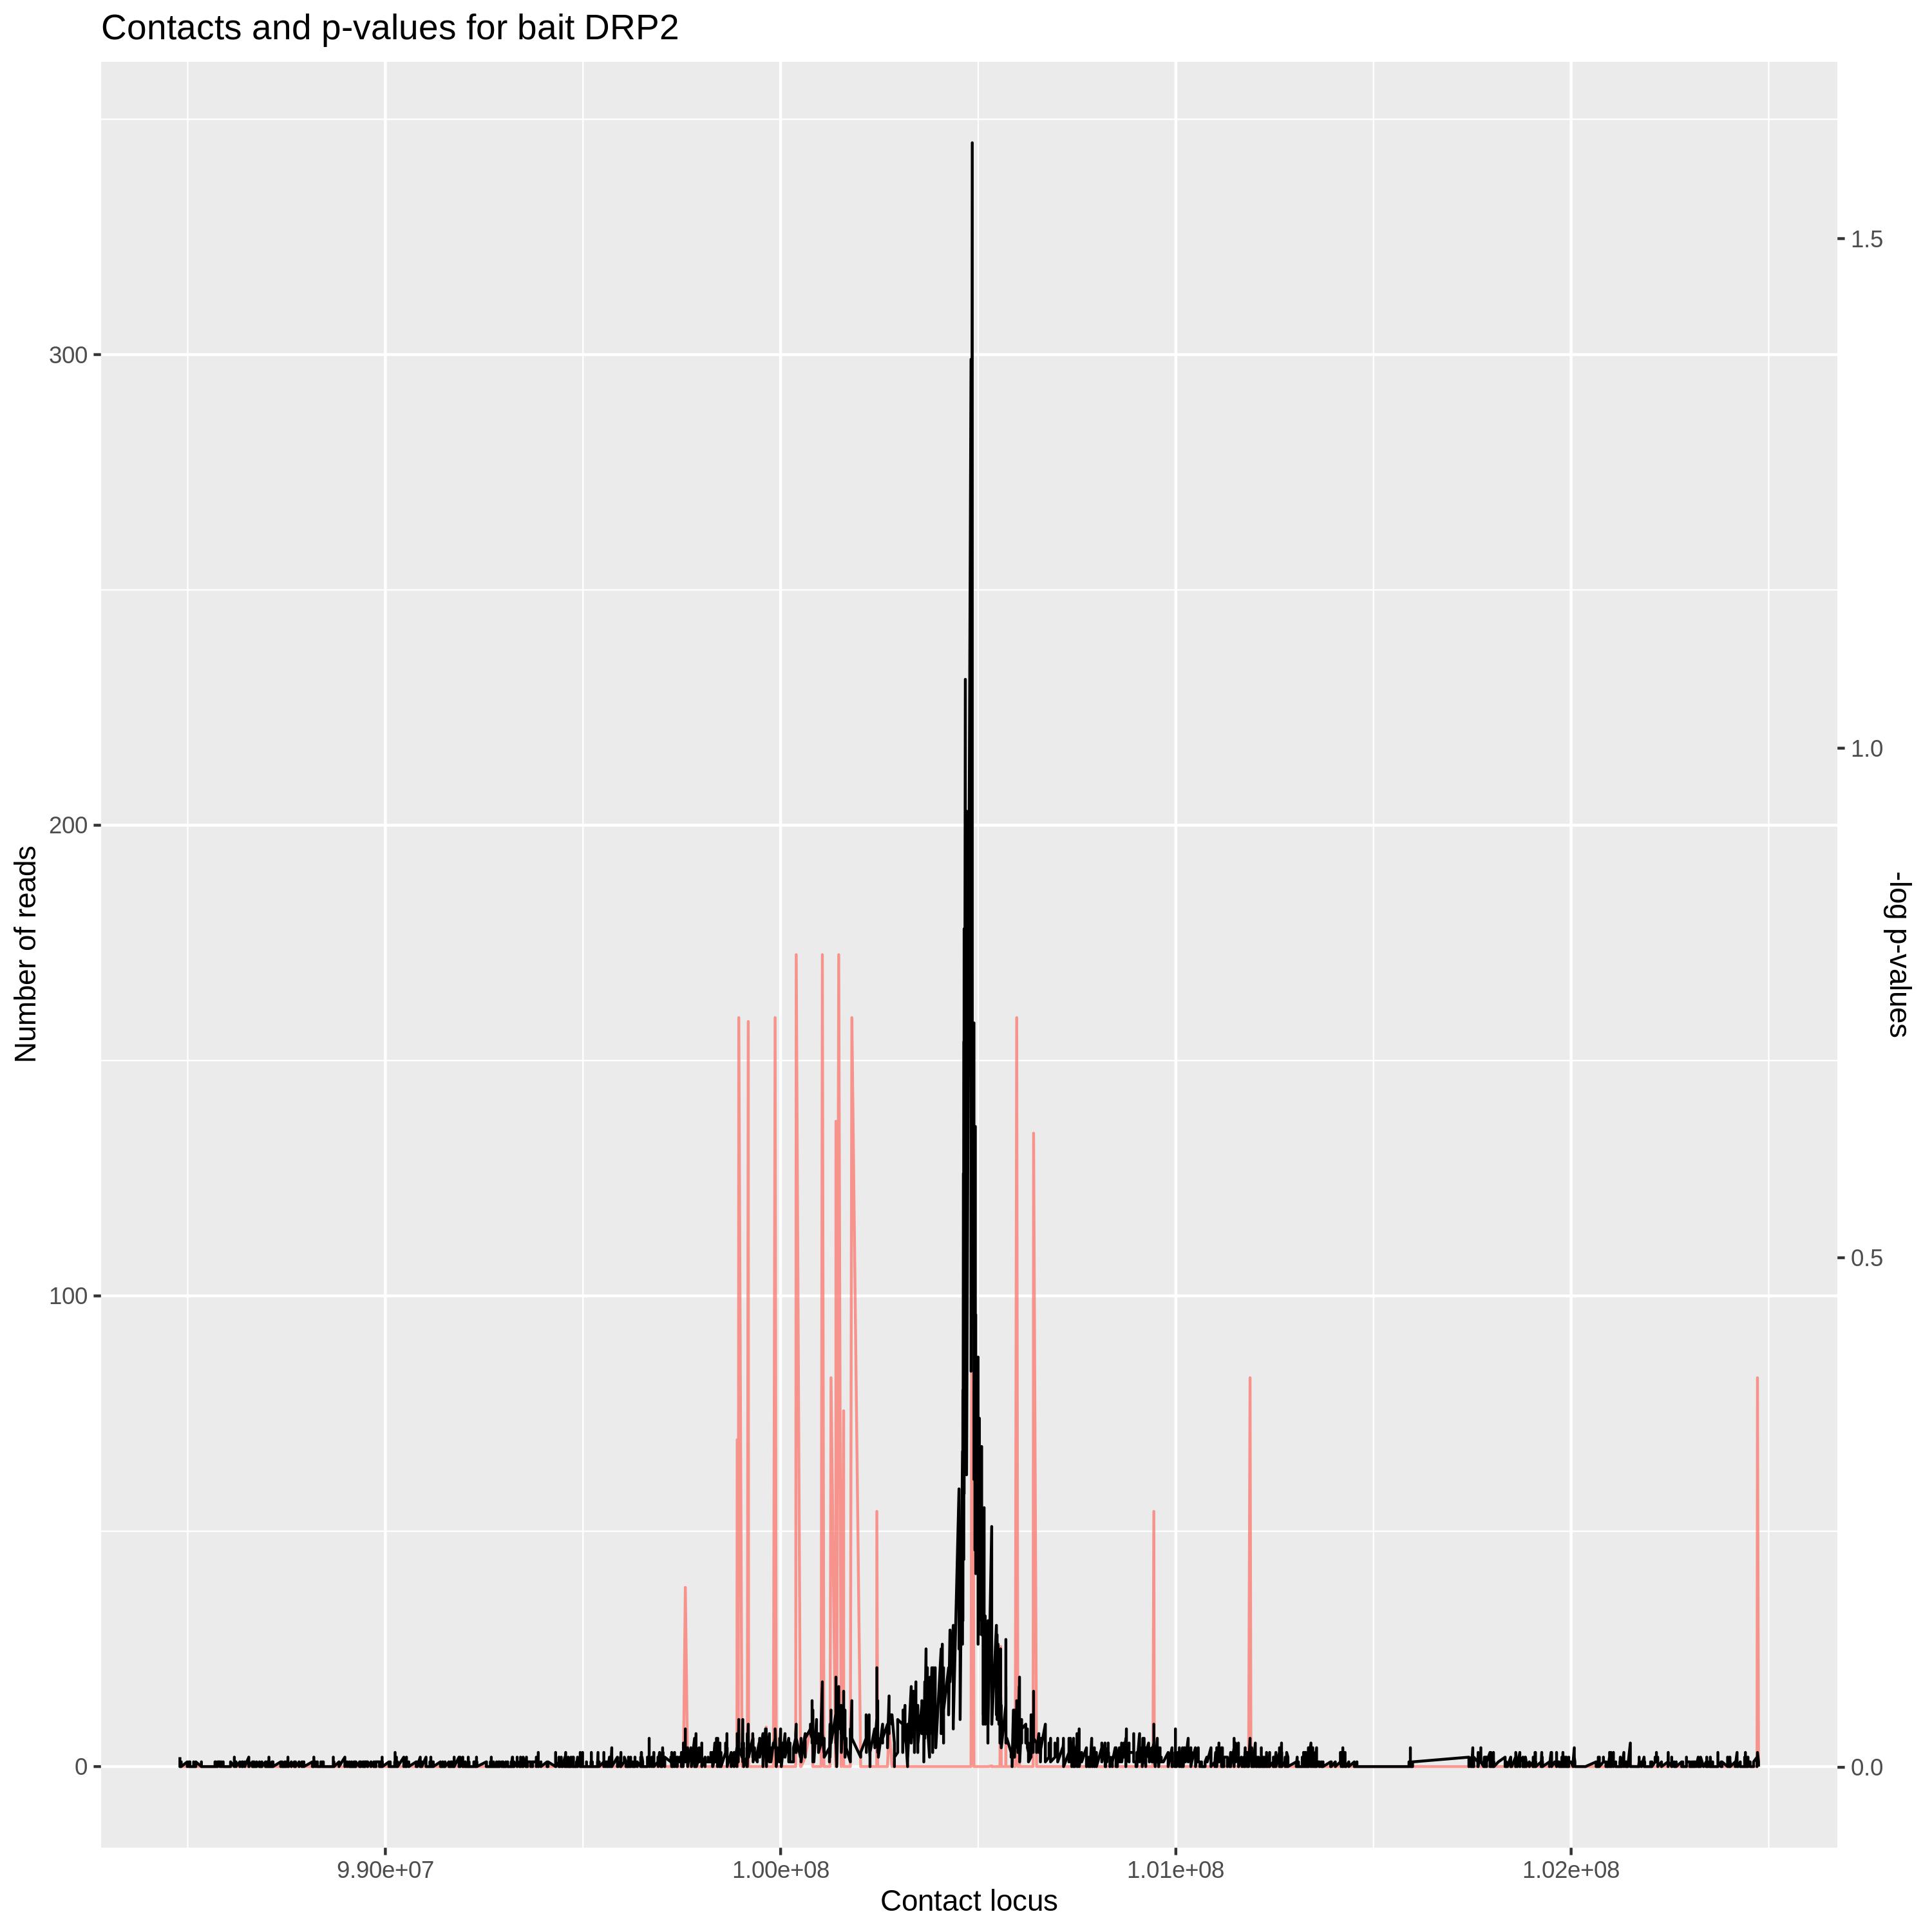 Contacts and p-values for bait DRP2
300
200
100
0
Number of reads
1.5
1.0
0.5
0.0
-log p-values
9.90e+07
1.00e+08
1.01e+08
1.02e+08
Contact locus